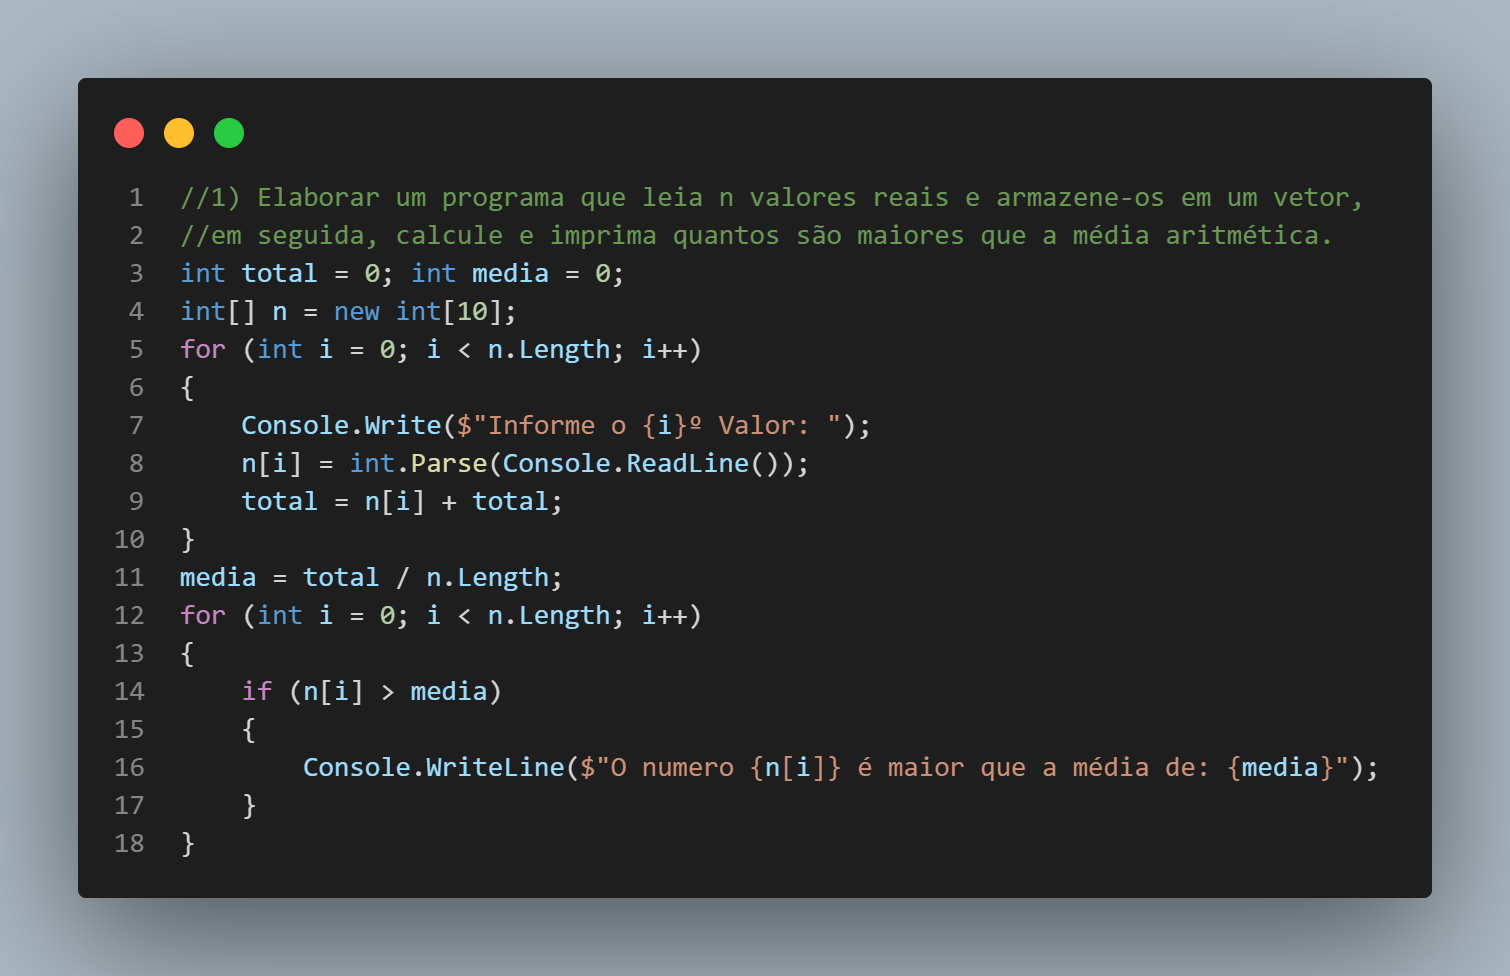 1 //1) Elaborar um programa que leia n valores reais e armazene-os em um vetor,
2 //em seguida, calcule e imprima quantos são maiores que a média aritmética.
3 int total = 0; int media = 0;
4 int[] n = new int[10];
5 for (int i = 0; i < n.Length; i++)
6 {
7     Console.Write($"Informe o {i}º Valor: ");
8     n[i] = int.Parse(Console.ReadLine());
9     total = n[i] + total;
10 }
11 media = total / n.Length;
12 for (int i = 0; i < n.Length; i++)
13 {
14     if (n[i] > media)
15     {
16         Console.WriteLine($"O numero {n[i]} é maior que a média de: {media}");
17     }
18 }